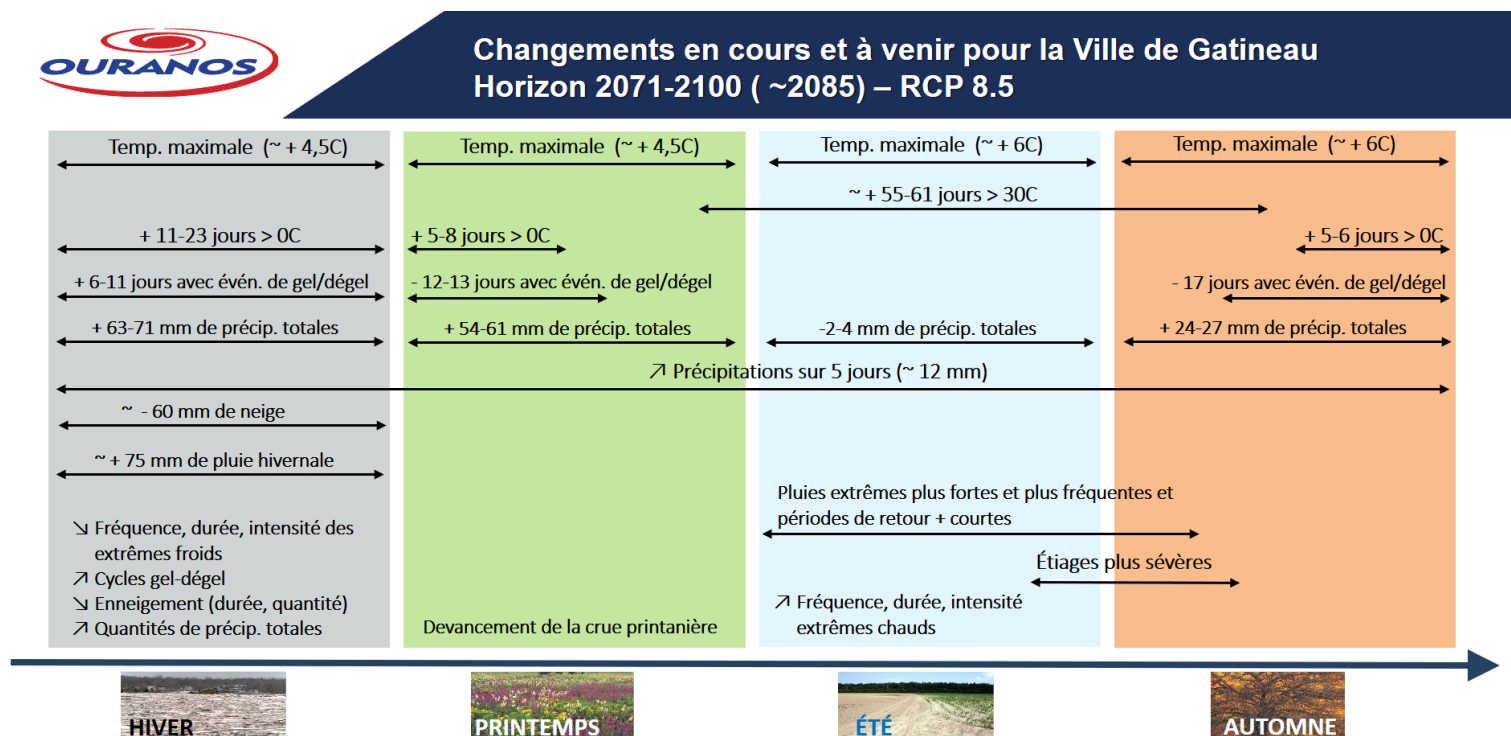 OURANOS
Changements en cours et à venir pour la Ville de Gatineau
Horizon 2071-2100 ( ~2085) – RCP 8.5
Temp. maximale (~ + 4,5C)
Temp. maximale (~ + 4,5C)
Temp. maximale (~ + 6C)
Temp. maximale (~ + 6C)
~ + 55-61 jours > 30C
+ 11-23 jours > 0C
+ 5-8 jours > 0C
+ 5-6 jours > 0C
+ 6-11 jours avec évén. de gel/dégel
- 12-13 jours avec évén. de gel/dégel
- 17 jours avec évén. de gel/dégel
+ 63-71 mm de précip. totales
+ 54-61 mm de précip. totales
-2-4 mm de précip. totales
+ 24-27 mm de précip. totales
↗ Précipitations sur 5 jours (~ 12 mm)
~ - 60 mm de neige
~ + 75 mm de pluie hivernale
Pluies extrêmes plus fortes et plus fréquentes et
périodes de retour + courtes
Étiages plus sévères
↘ Fréquence, durée, intensité des
extrêmes froids
↗ Cycles gel-dégel
↘ Enneigement (durée, quantité)
↗ Quantités de précip. totales
Devancement de la crue printanière
↗ Fréquence, durée, intensité
extrêmes chauds
HIVER
PRINTEMPS
ÉTÉ
AUTOMNE